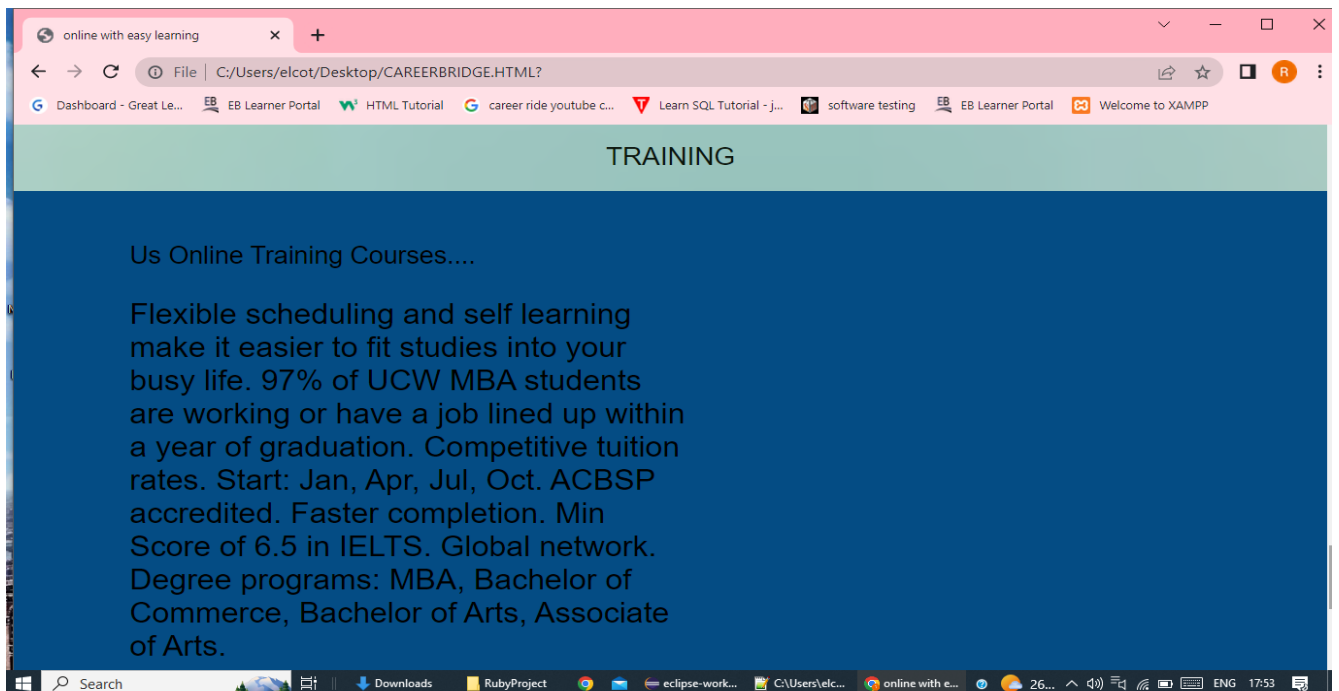 online with easy learning
File C:/Users/elcot/Desktop/CAREERBRIDGE.HTML?
R
Dashboard - Great Le... EB EB Learner Portal HTML Tutorial career ride youtube c... Learn SQL Tutorial - j... software testing EB EB Learner Portal Welcome to XAMPP
TRAINING
Us Online Training Courses....
Flexible scheduling and self learning
make it easier to fit studies into your
busy life. 97% of UCW MBA students
are working or have a job lined up within
a year of graduation. Competitive tuition
rates. Start: Jan, Apr, Jul, Oct. ACBSP
accredited. Faster completion. Min
Score of 6.5 in IELTS. Global network.
Degree programs: MBA, Bachelor of
Commerce, Bachelor of Arts, Associate
of Arts.
Search Downloads RubyProject eclipse-work... C:\Users\elc... online with e... 26... ENG 17:53